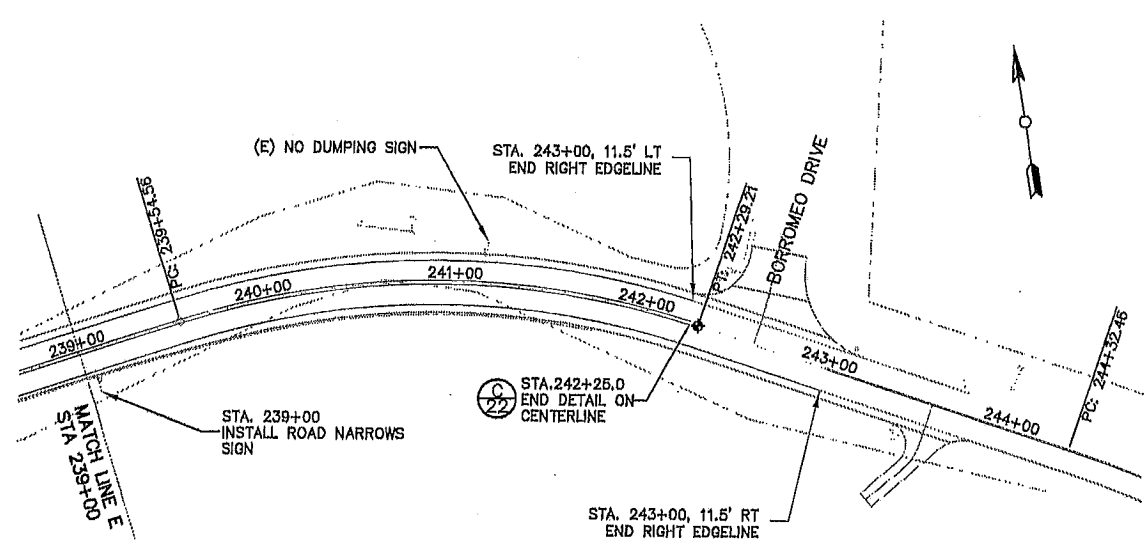 (E) NO DUMPING SIGN
STA. 243+00, 11.5' LT
END RIGHT EDGELINE
PC: 239+54.56
242+29.21
BORROMEO DRIVE
239+00
240+00
241+00
242+00
243+00
244+00
PC: 244+32.46
C
22
STA.242+25.0
END DETAIL ON
CENTERLINE
STA. 239+00
INSTALL ROAD NARROWS
SIGN
MATCH LINE E
STA 239+00
STA. 243+00, 11.5' RT
END RIGHT EDGELINE